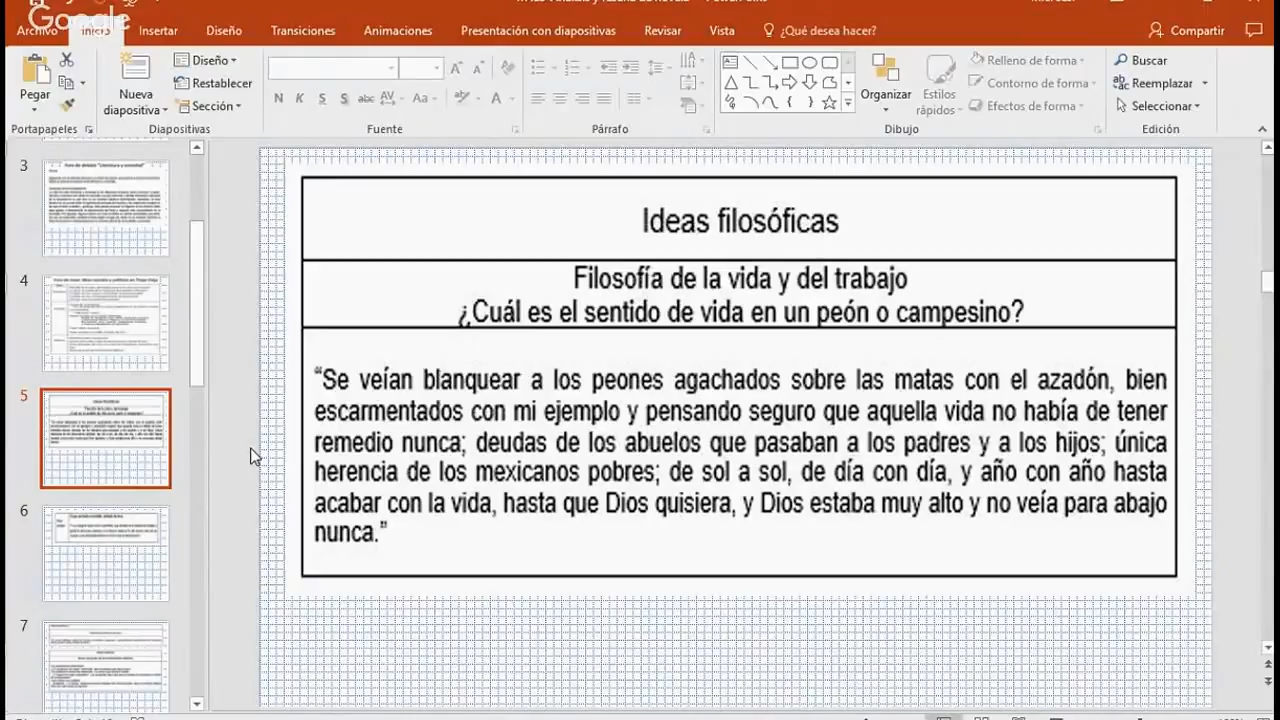 Google
Archivo Inicio Insertar Diseño Transiciones Animaciones Presentación con diapositivas Revisar Vista ¿Qué desea hacer? Compartir
Pegar
Nueva
diapositiva
Diseño
Restablecer
Sección
N K S S abc AV Aa A
Organizar
Estilos
rápidos
Relleno de forma
Contorno de forma
Efectos de forma
Buscar
Reemplazar
Seleccionar
Portapapeles Diapositivas Fuente Párrafo Dibujo Edición
3
4
5
6
7
Ideas filosóficas
Filosofía de la vida y del trabajo
¿Cuál es el sentido de vida en un peón o campesino?
“Se veían blanquear a los peones agachados sobre las matas con el azadón, bien
escarmentados con mi ejemplo y pensando seguro que aquella vida no había de tener
remedio nunca; deudas de los abuelos que pasaban a los padres y a los hijos; única
herencia de los mexicanos pobres; de sol a sol, de día con día, y año con año hasta
acabar con la vida, hasta que Dios quisiera, y Dios estaba muy alto y no veía para abajo
nunca.”